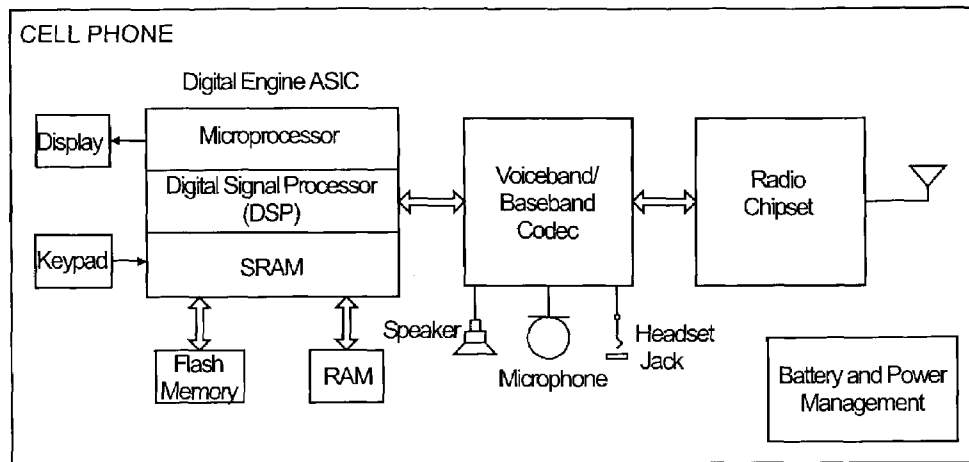 CELL PHONE
Digital Engine ASIC
Display
Microprocessor
Digital Signal Processor
(DSP)
Keypad
SRAM
Flash
Memory
RAM
Voiceband/
Baseband
Codec
Speaker
Microphone
Headset
Jack
Radio
Chipset
Battery and Power
Management